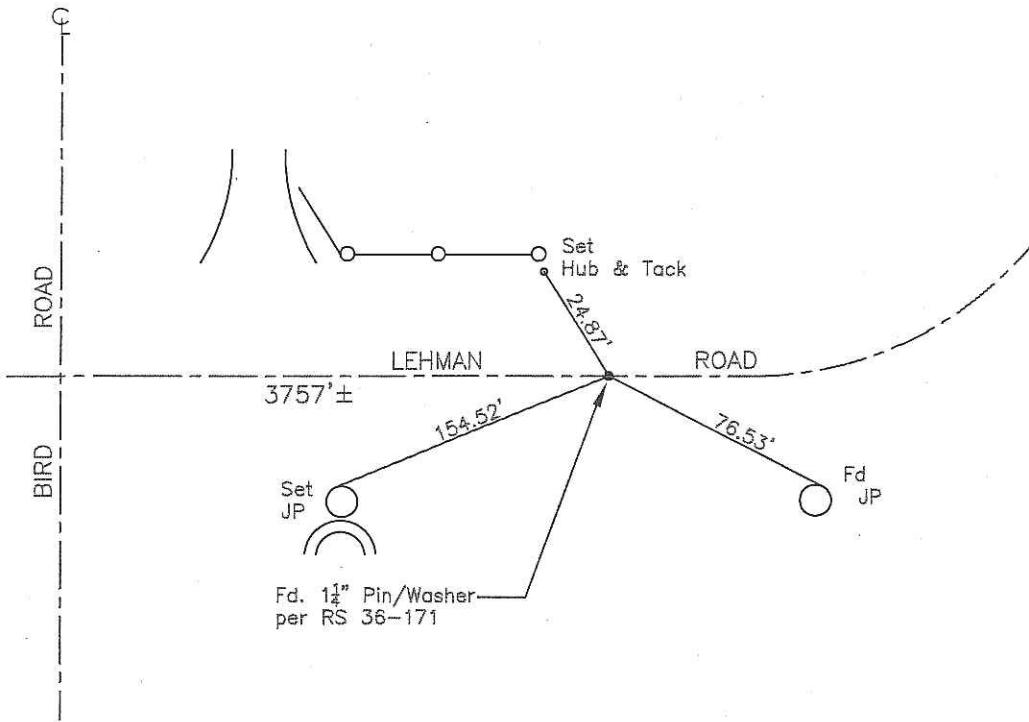 ℄
ROAD
BIRD
Set
Hub & Tack
24.87'
LEHMAN ROAD
3757'±
154.52'
76.53'
Set
JP
Fd
JP
Fd. 1¼" Pin/Washer
per RS 36-171